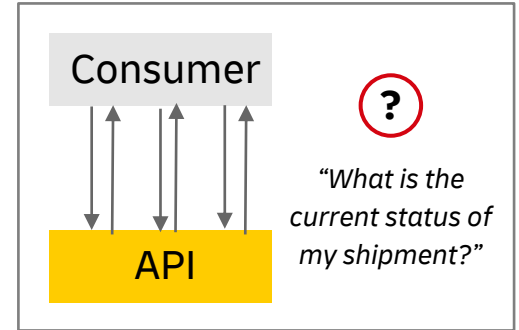 Consumer
?
“What is the
current status of
my shipment?”
API